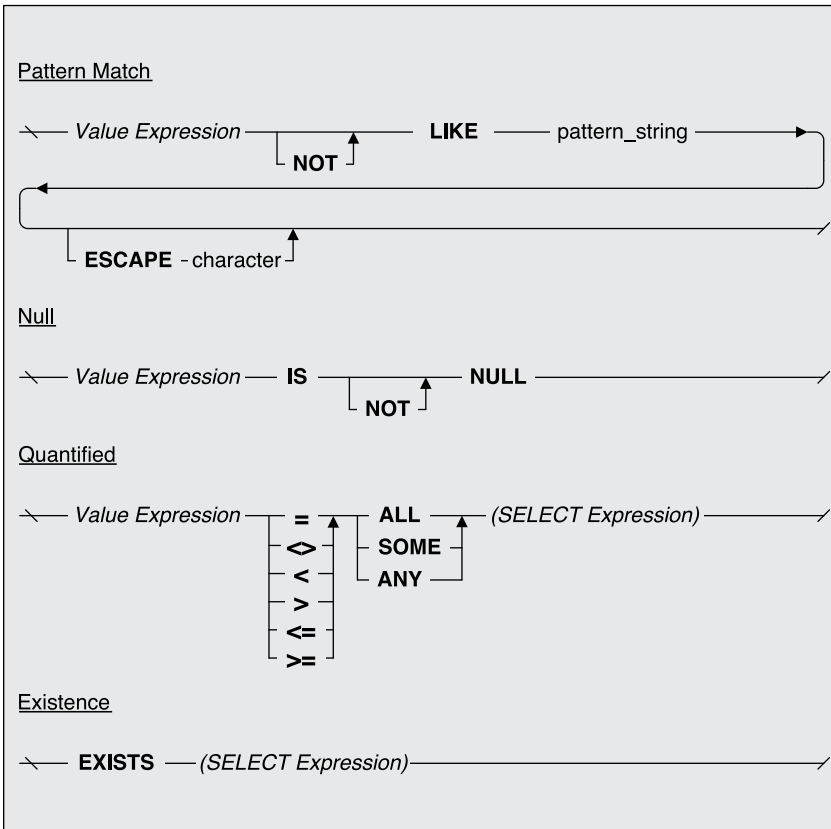 Pattern Match
Value Expression LIKE pattern_string
NOT
ESCAPE character
Null
Value Expression IS NULL
NOT
Quantified
Value Expression = ALL (SELECT Expression)
<> SOME
< ANY
>
<=
>=
Existence
EXISTS (SELECT Expression)